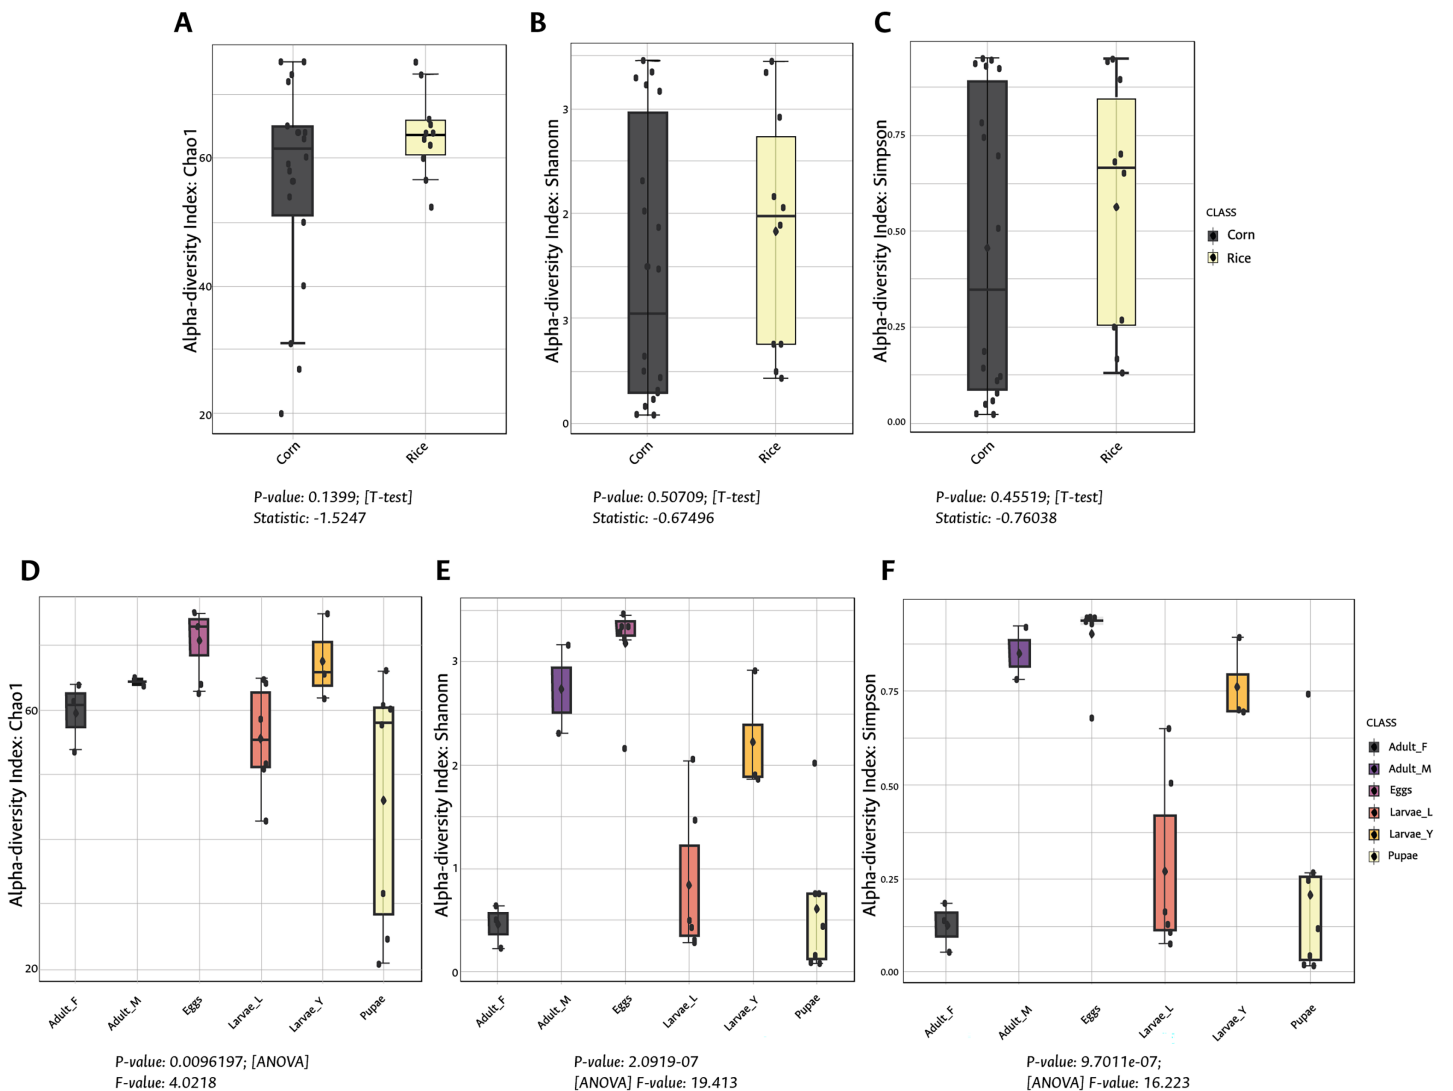 A
B
C
Alpha-diversity Index: Chao1
60
40
20
Corn
Rice
P-value: 0.1399; [T-test]
Statistic: -1.5247
Alpha-diversity Index: Shanonn
3
2
3
0
Corn
Rice
P-value: 0.50709; [T-test]
Statistic: -0.67496
Alpha-diversity Index: Simpson
0.75
0.50
0.25
0.00
Corn
Rice
P-value: 0.45519; [T-test]
Statistic: -0.76038
CLASS
Corn
Rice
D
E
F
Alpha-diversity Index: Chao1
60
20
Adult_F
Adult_M
Eggs
Larvae_L
Larvae_Y
Pupae
P-value: 0.0096197; [ANOVA]
F-value: 4.0218
Alpha-diversity Index: Shanonn
3
2
1
0
Adult_F
Adult_M
Eggs
Larvae_L
Larvae_Y
Pupae
P-value: 2.0919-07
[ANOVA] F-value: 19.413
Alpha-diversity Index: Simpson
0.75
0.50
0.25
0.00
Adult_F
Adult_M
Eggs
Larvae_L
Larvae_Y
Pupae
P-value: 9.7011e-07;
[ANOVA] F-value: 16.223
CLASS
Adult_F
Adult_M
Eggs
Larvae_L
Larvae_Y
Pupae